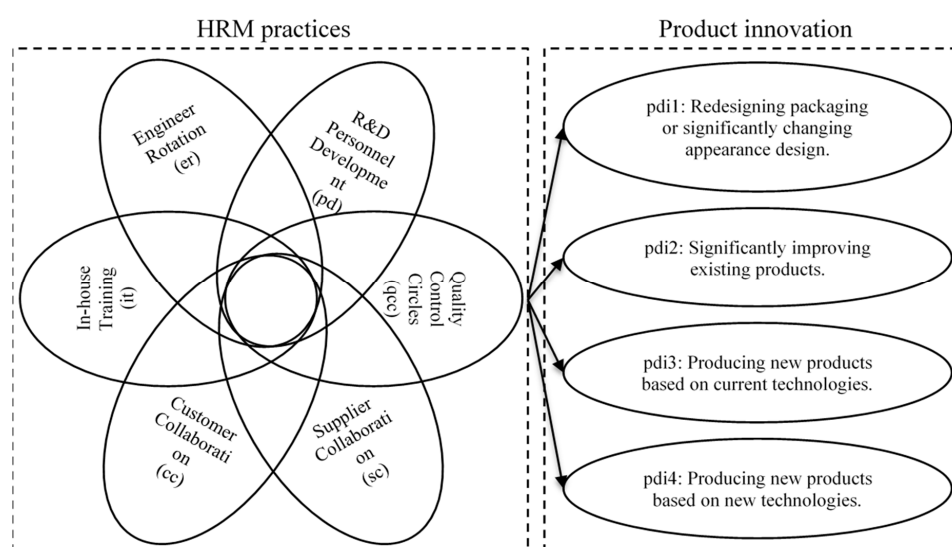 HRM practices
Engineer
Rotation
(er)
R&D
Personnel
Developme
nt
(pd)
In-house
Training
(it)
Quality
Control
Circles
(qcc)
Customer
Collaborati
on
(cc)
Supplier
Collaborati
on
(sc)
Product innovation
pdi1: Redesigning packaging
or significantly changing
appearance design.
pdi2: Significantly improving
existing products.
pdi3: Producing new products
based on current technologies.
pdi4: Producing new products
based on new technologies.